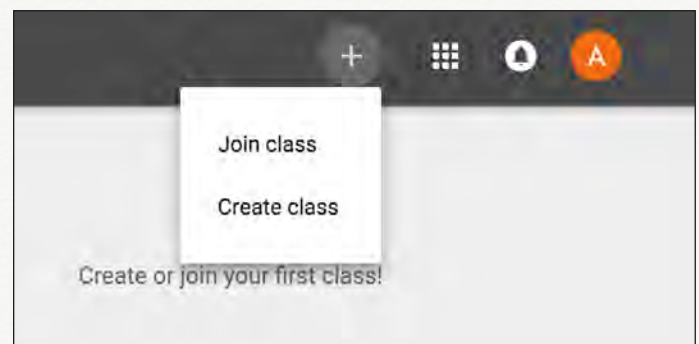 +
A
Join class
Create class
Create or join your first class!